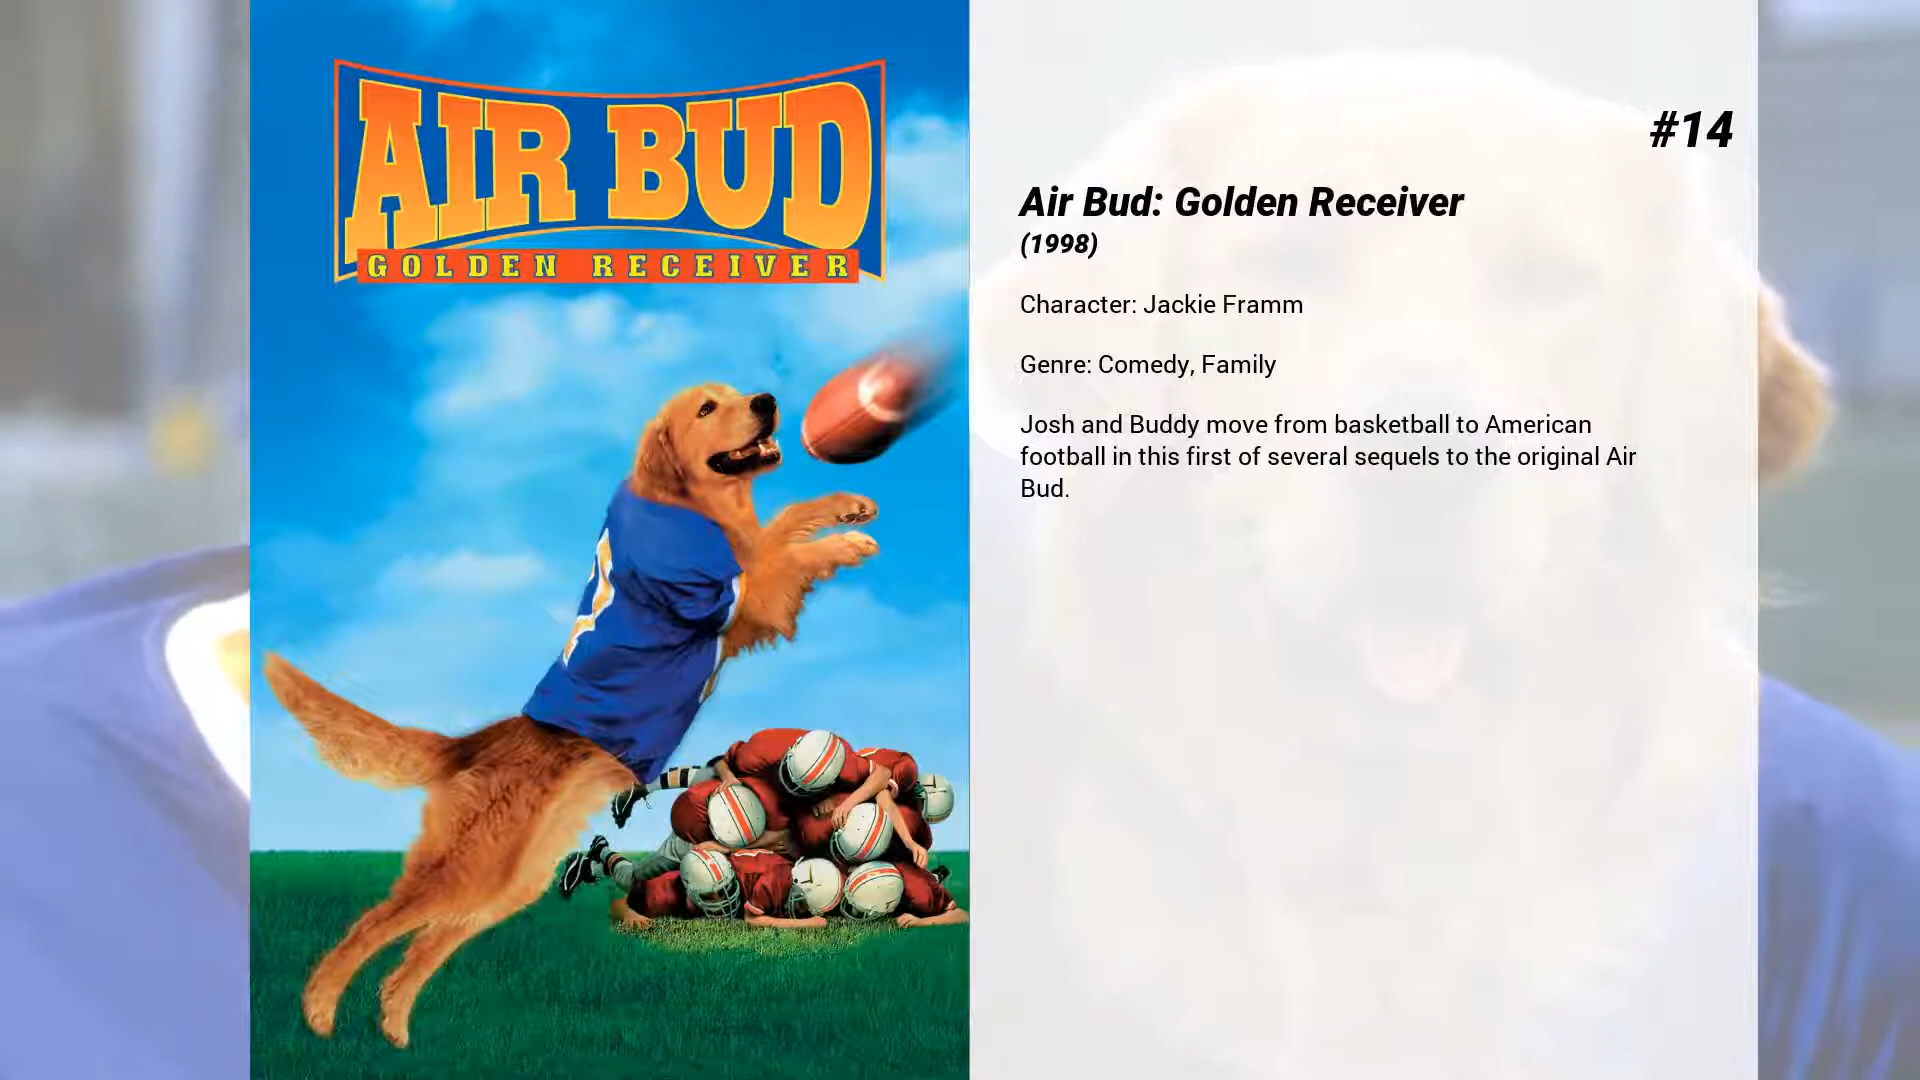 AIR BUD
GOLDEN RECEIVER
#14
Air Bud: Golden Receiver
(1998)
Character: Jackie Framm
Genre: Comedy, Family
Josh and Buddy move from basketball to American
football in this first of several sequels to the original Air
Bud.